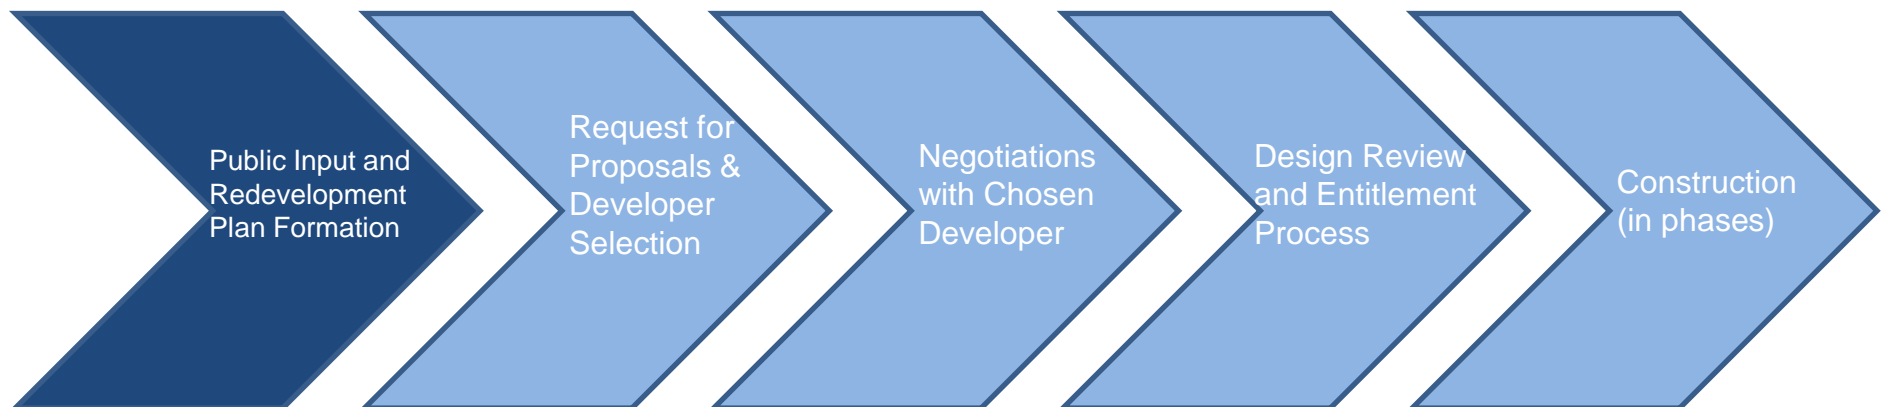 Public Input and
Redevelopment
Plan Formation
Request for
Proposals &
Developer
Selection
Negotiations
with Chosen
Developer
Design Review
and Entitlement
Process
Construction
(in phases)